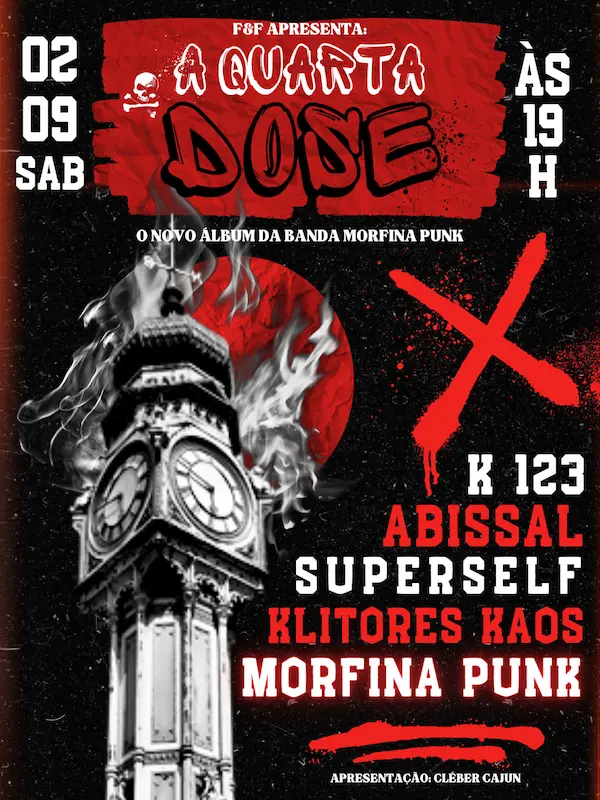 F&F APRESENTA:
A QUARTA
DOSE
02
09
SAB
ÀS
19
H
O NOVO ÁLBUM DA BANDA MORFINA PUNK
K 123
ABISSAL
SUPERSELF
KLITORES KAOS
MORFINA PUNK
APRESENTAÇÃO: CLÉBER CAJUN